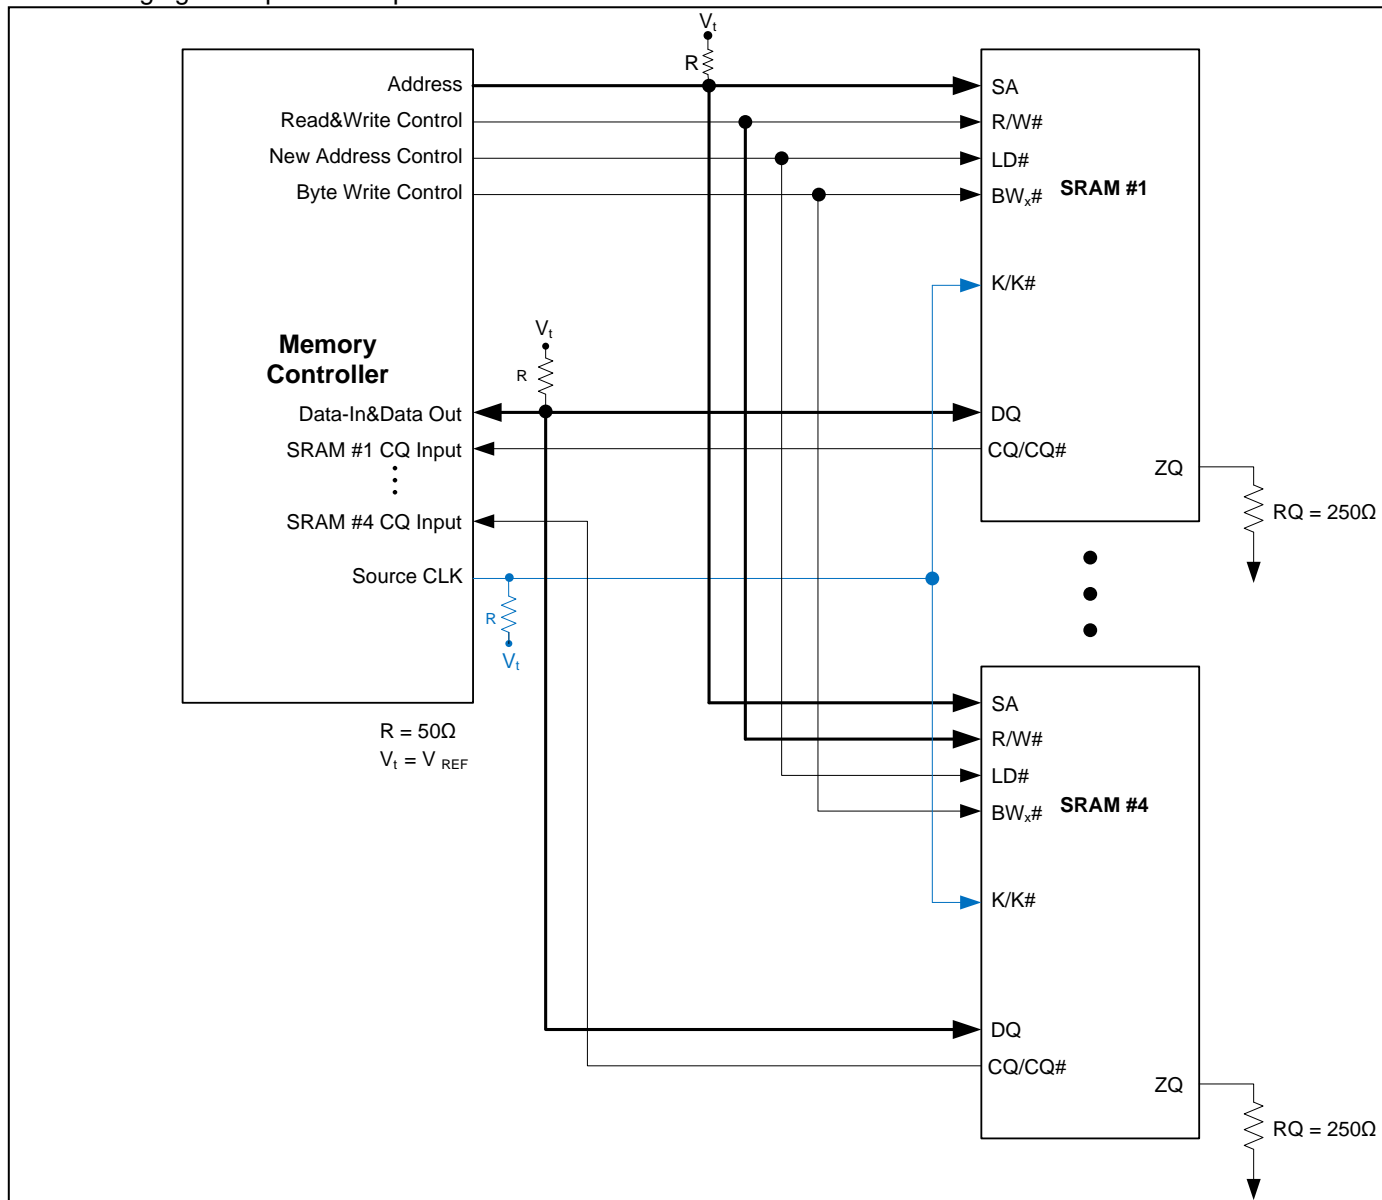 Vt
R
Address
Read&Write Control
New Address Control
Byte Write Control
SA
R/W#
LD#
BWx#
SRAM #1
K/K#
Vt
R
Memory
Controller
Data-In&Data Out
SRAM #1 CQ Input
SRAM #4 CQ Input
Source CLK
DQ
CQ/CQ#
ZQ
RQ = 250Ω
R
Vt
R = 50Ω
Vt = V REF
SA
R/W#
LD#
BWx#
SRAM #4
K/K#
DQ
CQ/CQ#
ZQ
RQ = 250Ω